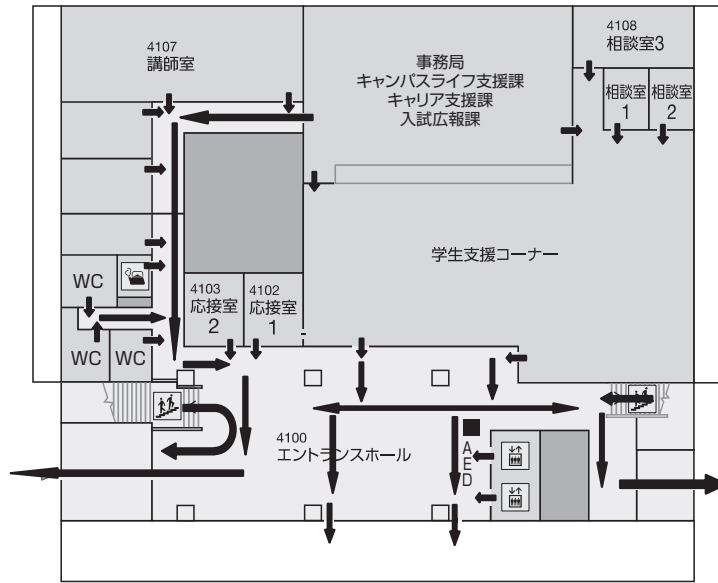 4107
講師室
事務局
キャンパスライフ支援課
キャリア支援課
入試広報課
4108
相談室3
相談室
1
相談室
2
学生支援コーナー
WC
4103
応接室
2
4102
応接室
1
WC
WC
4100
エントランスホール
AED